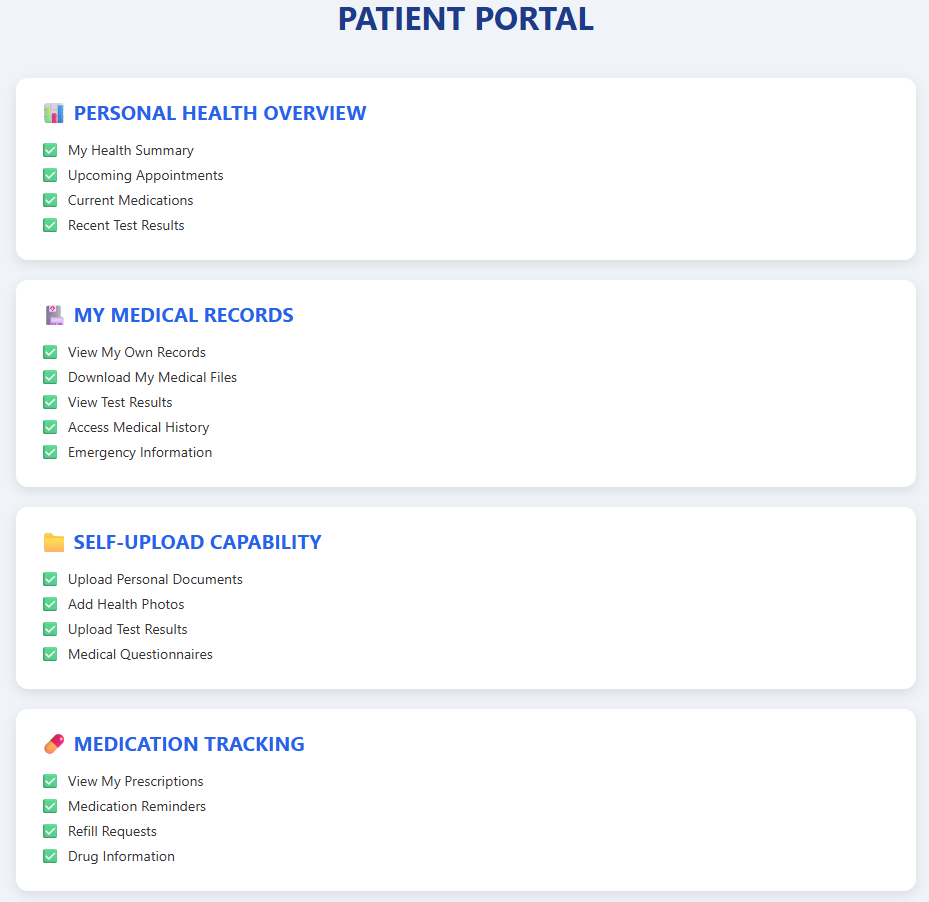 PATIENT PORTAL
PERSONAL HEALTH OVERVIEW
My Health Summary
Upcoming Appointments
Current Medications
Recent Test Results
MY MEDICAL RECORDS
View My Own Records
Download My Medical Files
View Test Results
Access Medical History
Emergency Information
SELF-UPLOAD CAPABILITY
Upload Personal Documents
Add Health Photos
Upload Test Results
Medical Questionnaires
MEDICATION TRACKING
View My Prescriptions
Medication Reminders
Refill Requests
Drug Information